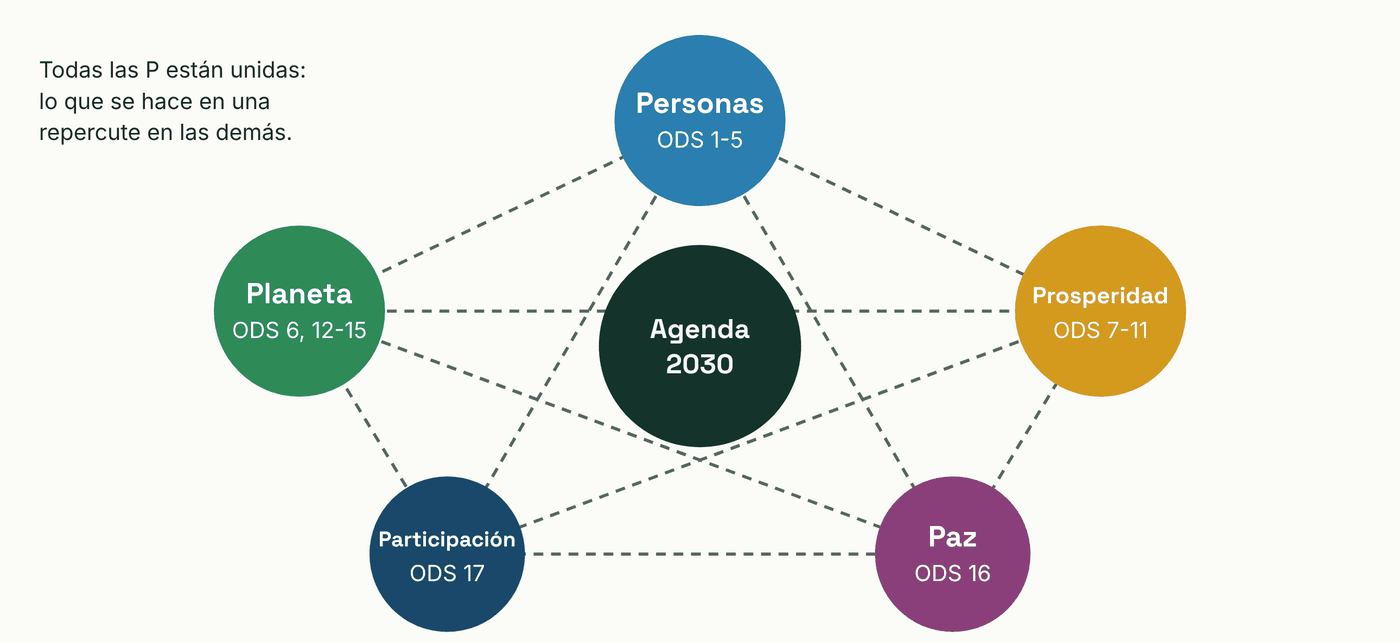 Todas las P están unidas:
lo que se hace en una
repercute en las demás.
Personas
ODS 1-5
Planeta
ODS 6, 12-15
Agenda
2030
Prosperidad
ODS 7-11
Participación
ODS 17
Paz
ODS 16